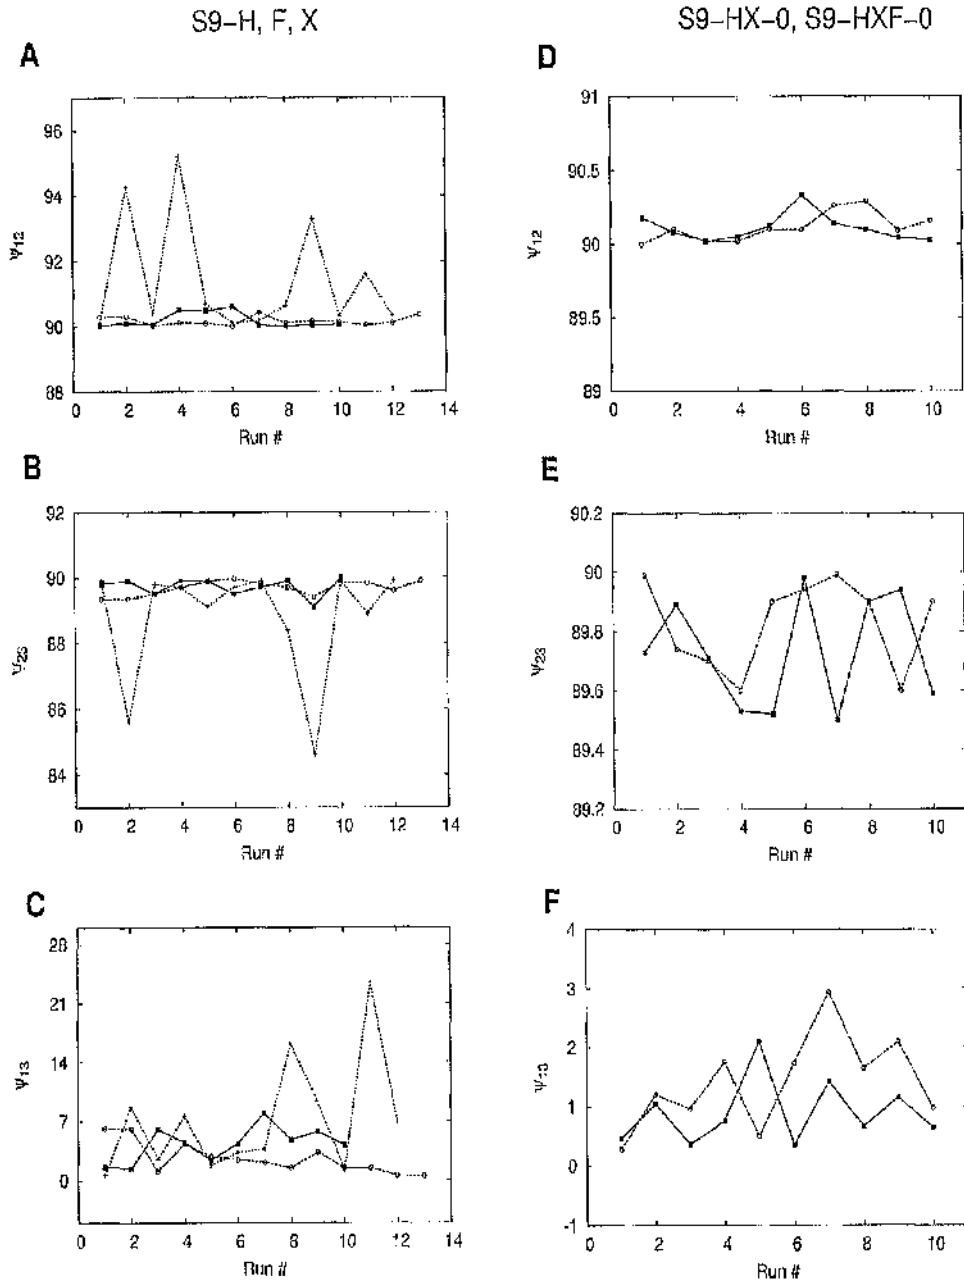 S9-H, F, X
A
96
94
92
90
88
Ψ12
0 2 4 6 8 10 12 14
Run #
B
92
90
88
86
84
Ψ23
0 2 4 6 8 10 12 14
Run #
C
28
21
14
7
0
Ψ13
0 2 4 6 8 10 12 14
Run #
S9-HX-0, S9-HXF-0
D
91
90.5
90
89.5
89
Ψ12
0 2 4 6 8 10
Run #
E
90.2
90
89.8
89.6
89.4
89.2
Ψ23
0 2 4 6 8 10
Run #
F
4
3
2
1
0
-1
Ψ13
0 2 4 6 8 10
Run #